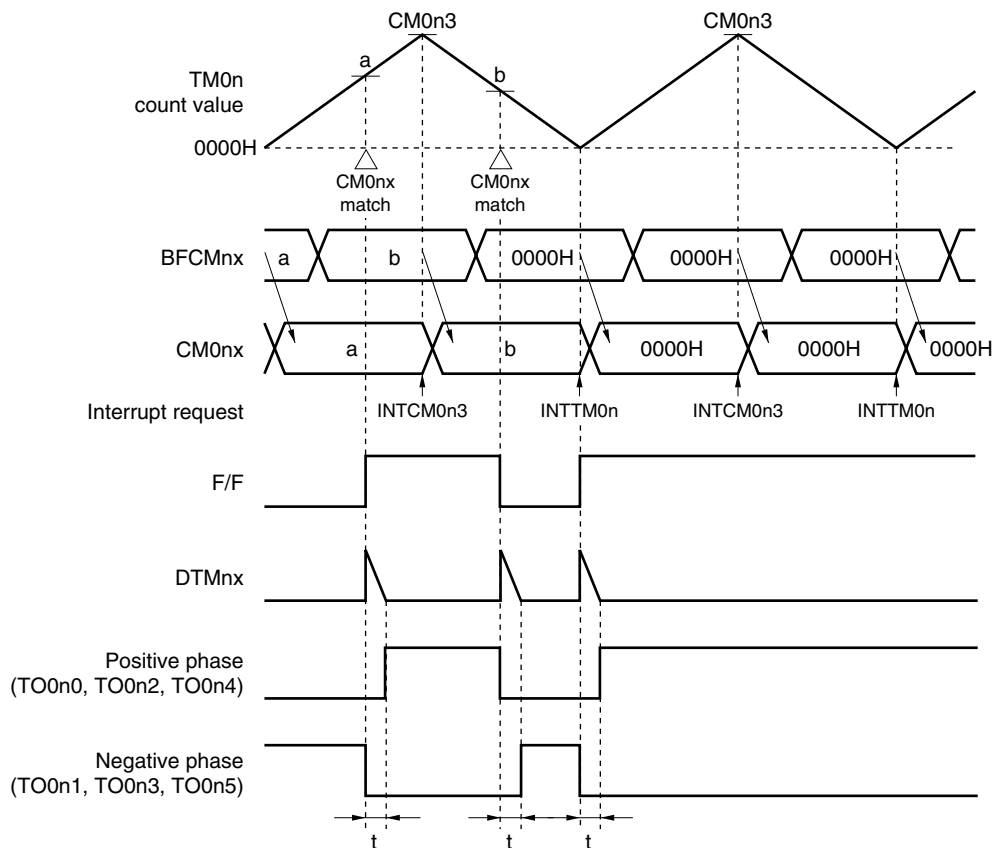 CM0n3 CM0n3
a
b
TM0n
count value
0000H
CM0nx
match
CM0nx
match
BFCMnx a b 0000H 0000H 0000H
CM0nx a b 0000H 0000H 0000H
Interrupt request INTCM0n3 INTTM0n INTCM0n3 INTTM0n
F/F
DTMnx
Positive phase
(TO0n0, TO0n2, TO0n4)
Negative phase
(TO0n1, TO0n3, TO0n5)
t t t